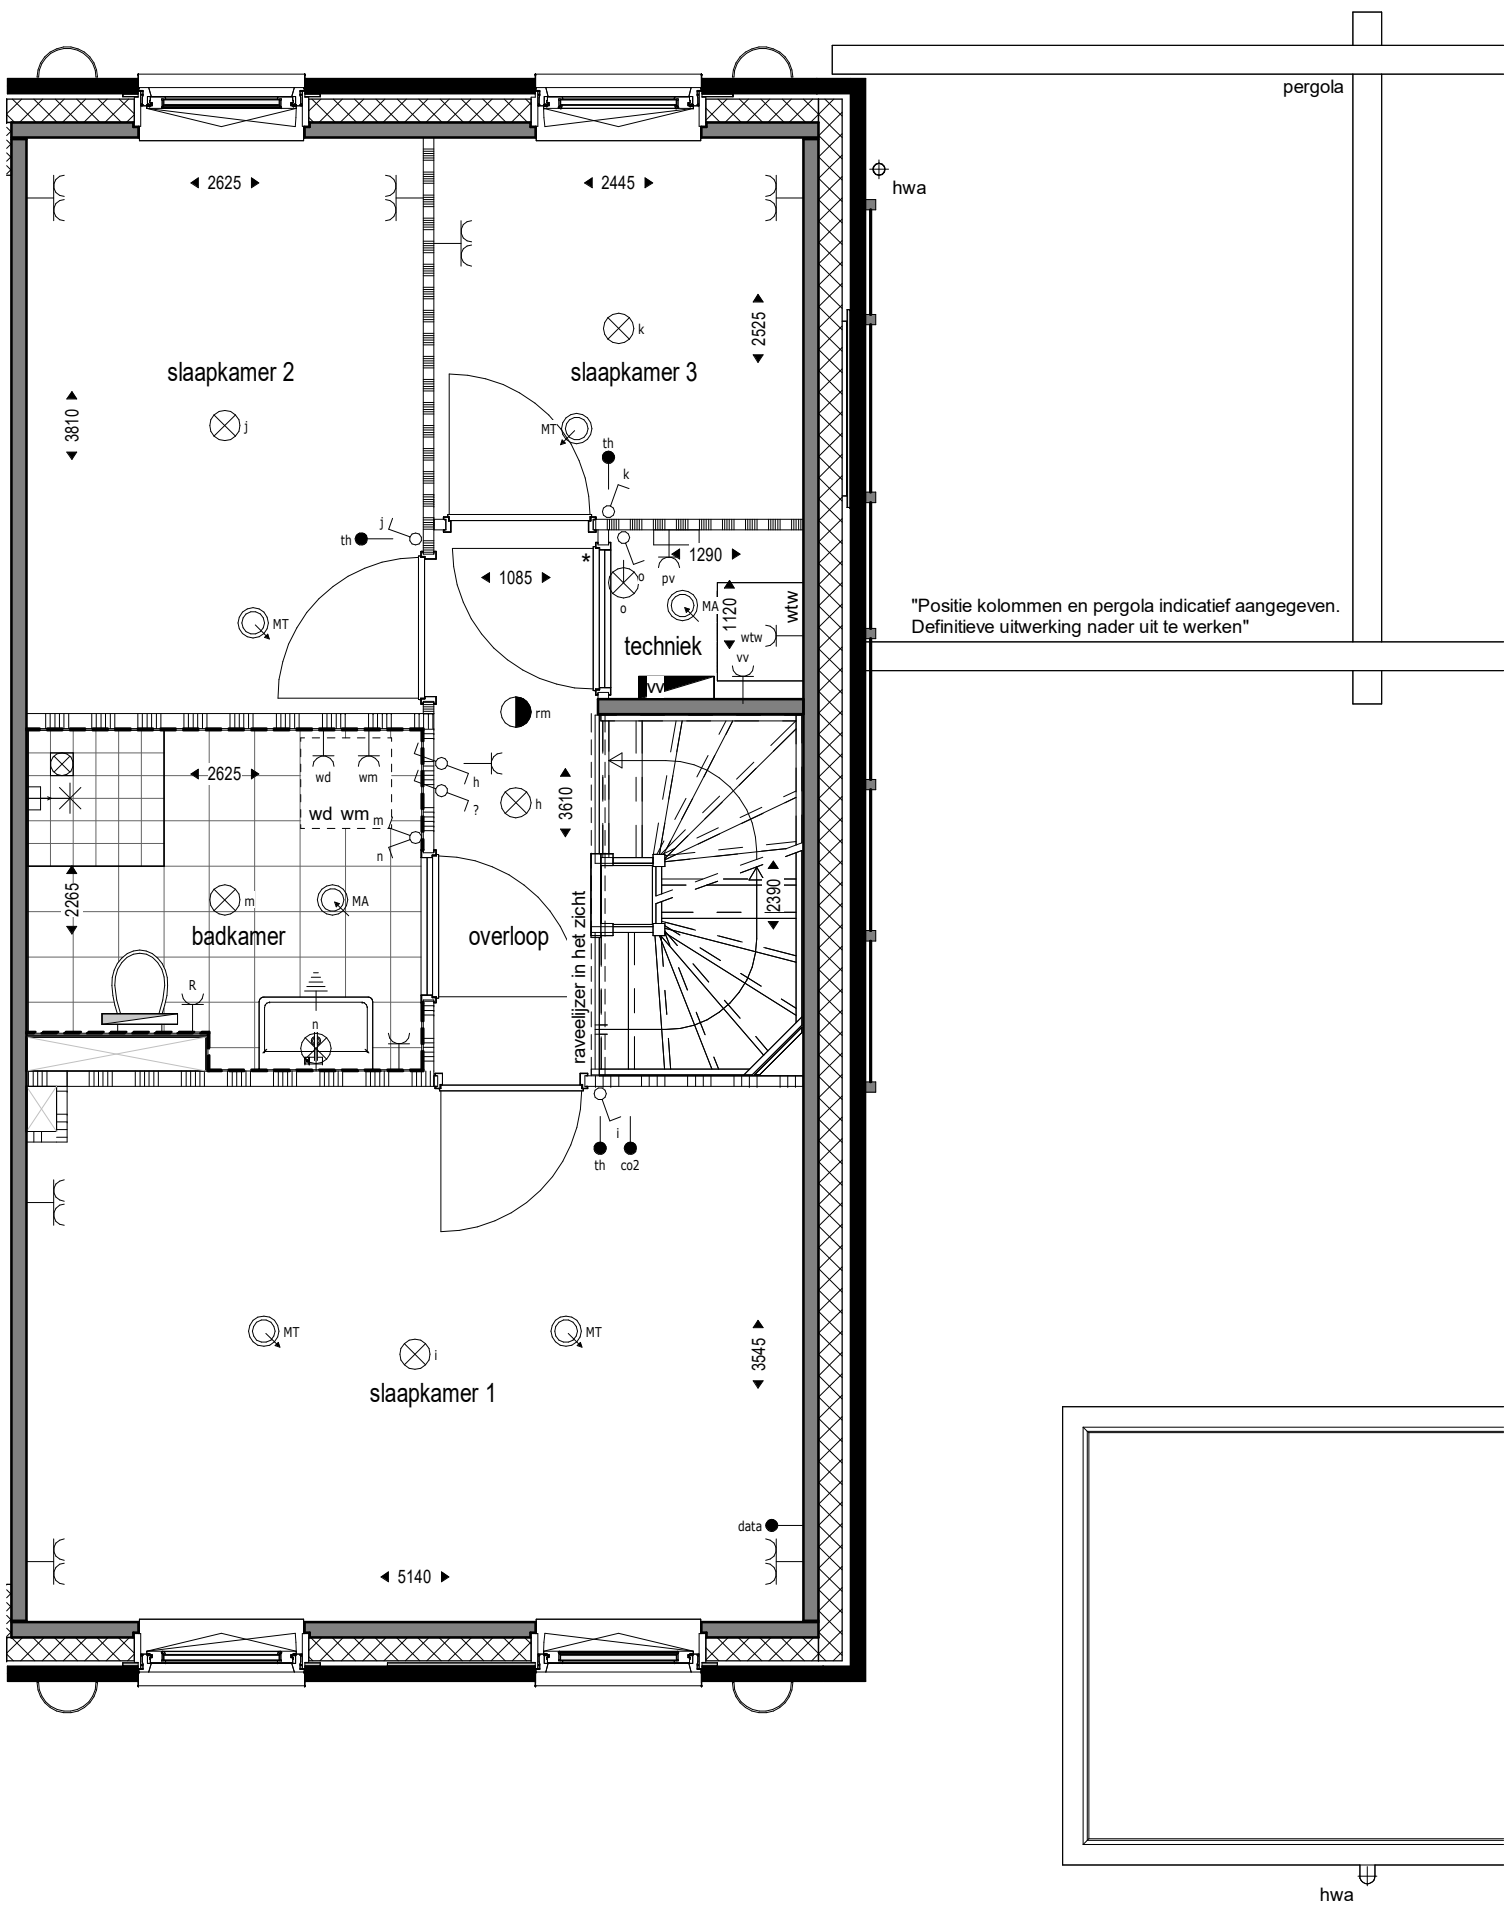 pergola
2625
2445
hwa
2525
k
slaapkamer 2
slaapkamer 3
3810
j
MT
th
k
j
th
1290
*
1085
o
o
pv
1120
wtw
MA
MT
techniek
wtw
vv
vv
"Positie kolommen en pergola indicatief aangegeven.
Definitieve uitwerking nader uit te werken"
rm
2625
wd
wm
h
?
h
3610
wd wm
m
n
2265
m
MA
2390
badkamer
overloop
raveelijzer in het zicht
R
n
i
th
co2
MT
MT
i
3545
slaapkamer 1
data
5140
hwa